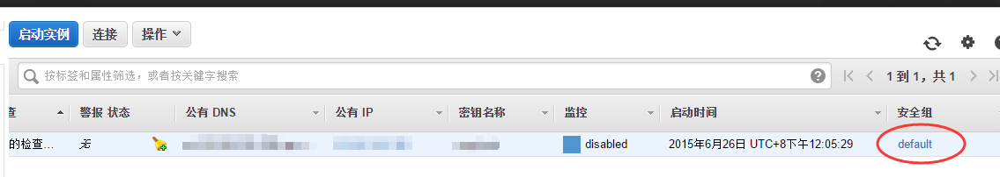 启动实例 连接 操作
按标签和属性筛选，或者按关键字搜索 1 到 1，共 1
查 警报 状态 公有 DNS 公有 IP 密钥名称 监控 启动时间 安全组
的检查... 无 disabled 2015年6月26日 UTC+8下午12:05:29 default